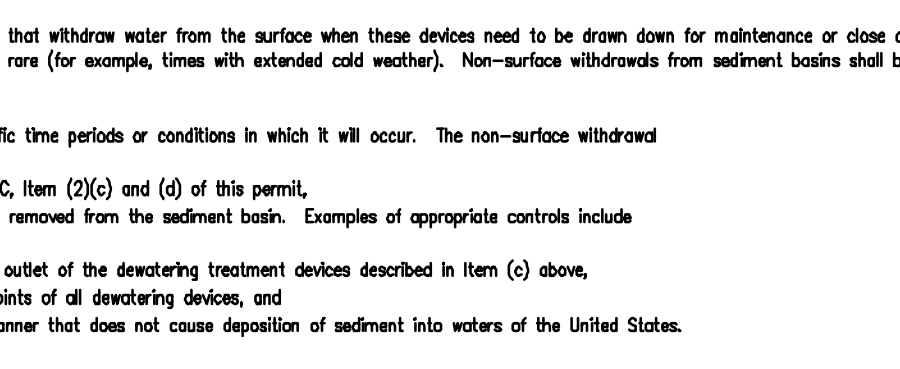 that withdraw water from the surface when these devices need to be drawn down for maintenance or close
rare (for example, times with extended cold weather). Non-surface withdrawals from sediment basins shall
time periods or conditions in which it will occur. The non-surface withdrawal
C, Item (2)(c) and (d) of this permit,
removed from the sediment basin. Examples of appropriate controls include
outlet of the dewatering treatment devices described in Item (c) above,
of all dewatering devices, and
that does not cause deposition of sediment into waters of the United States.